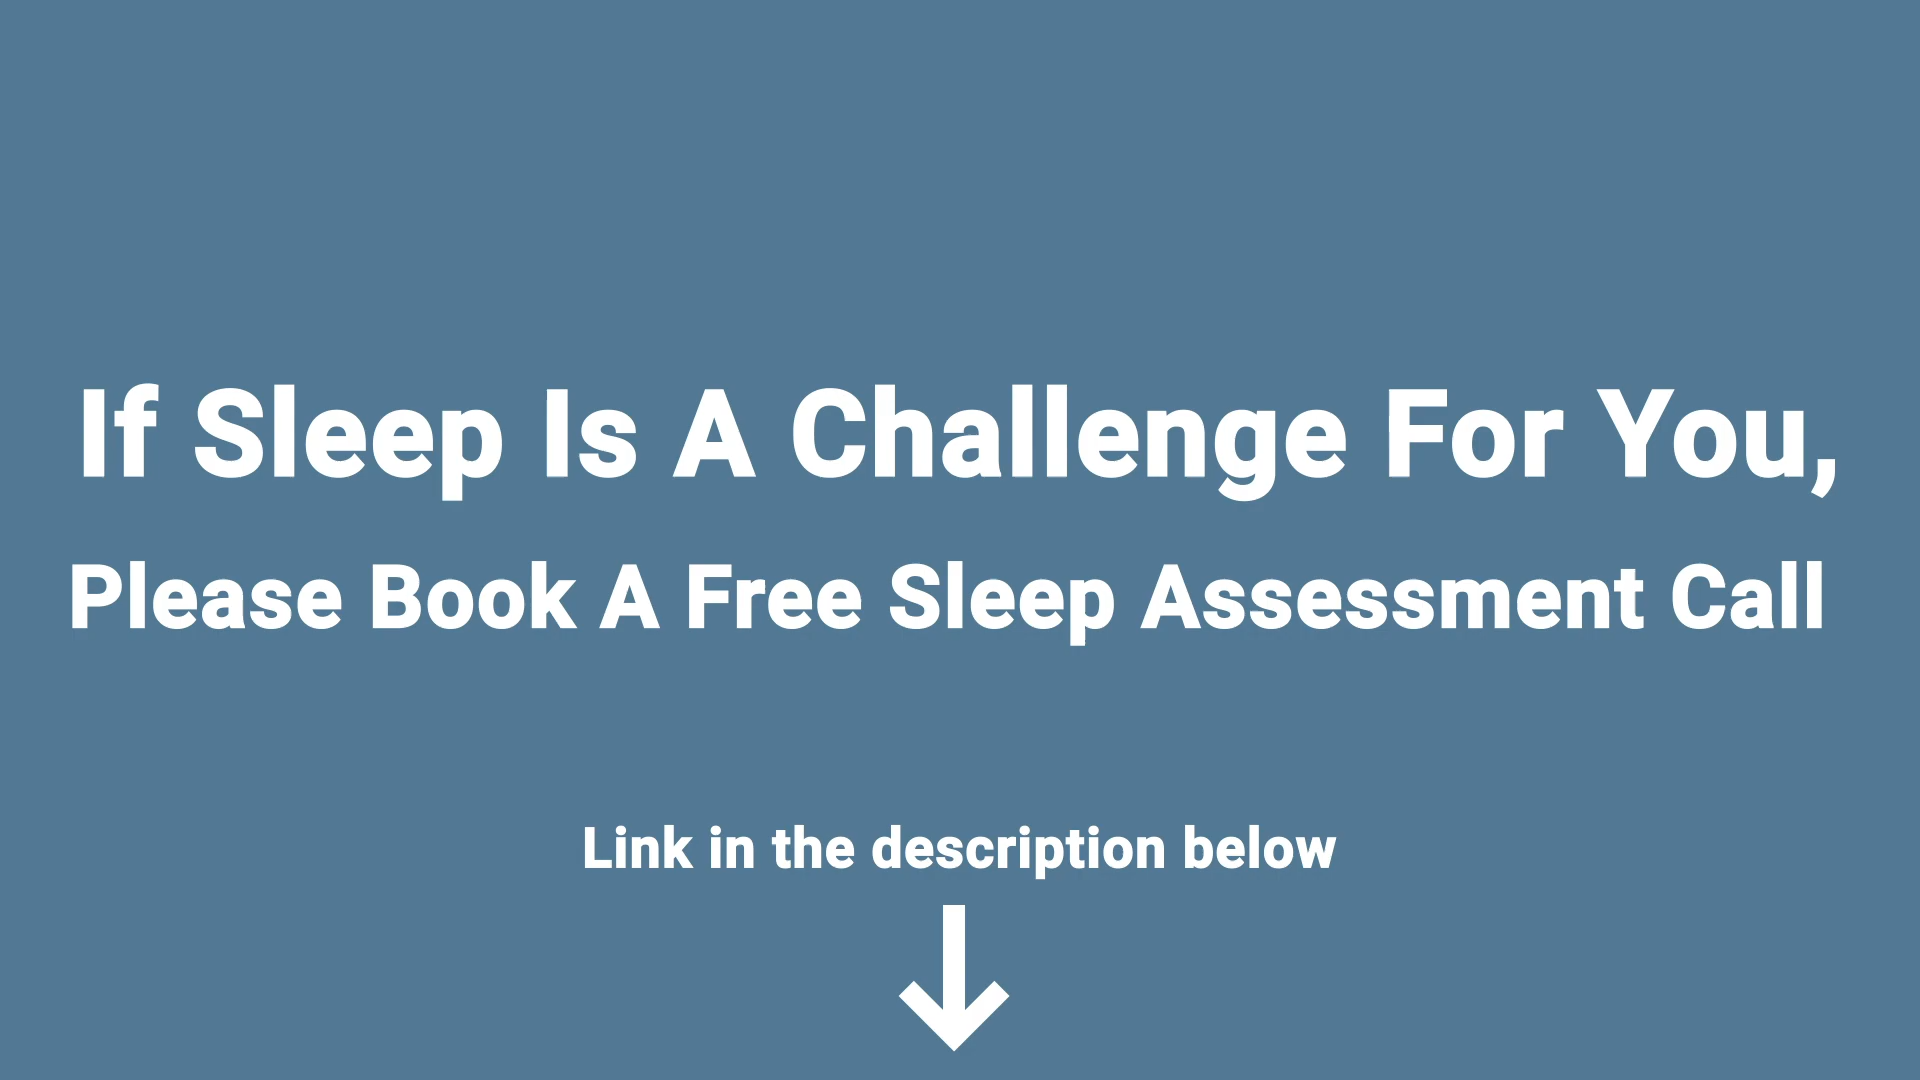 If Sleep Is A Challenge For You,
Please Book A Free Sleep Assessment Call
Link in the description below